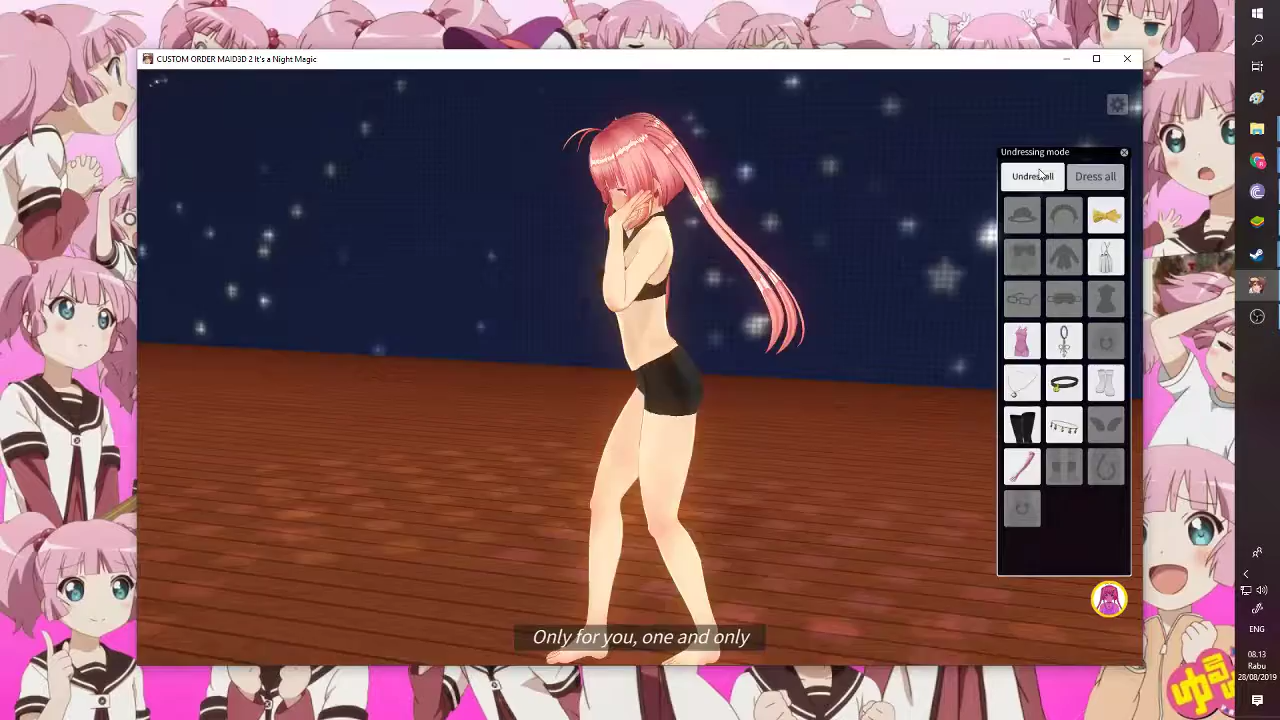 CUSTOM ORDER MAID3D 2 It's a Night Magic
Undressing mode
Undress all
Dress all
Only for you, one and only
ENG
08.13
Rabu
28/08/2019